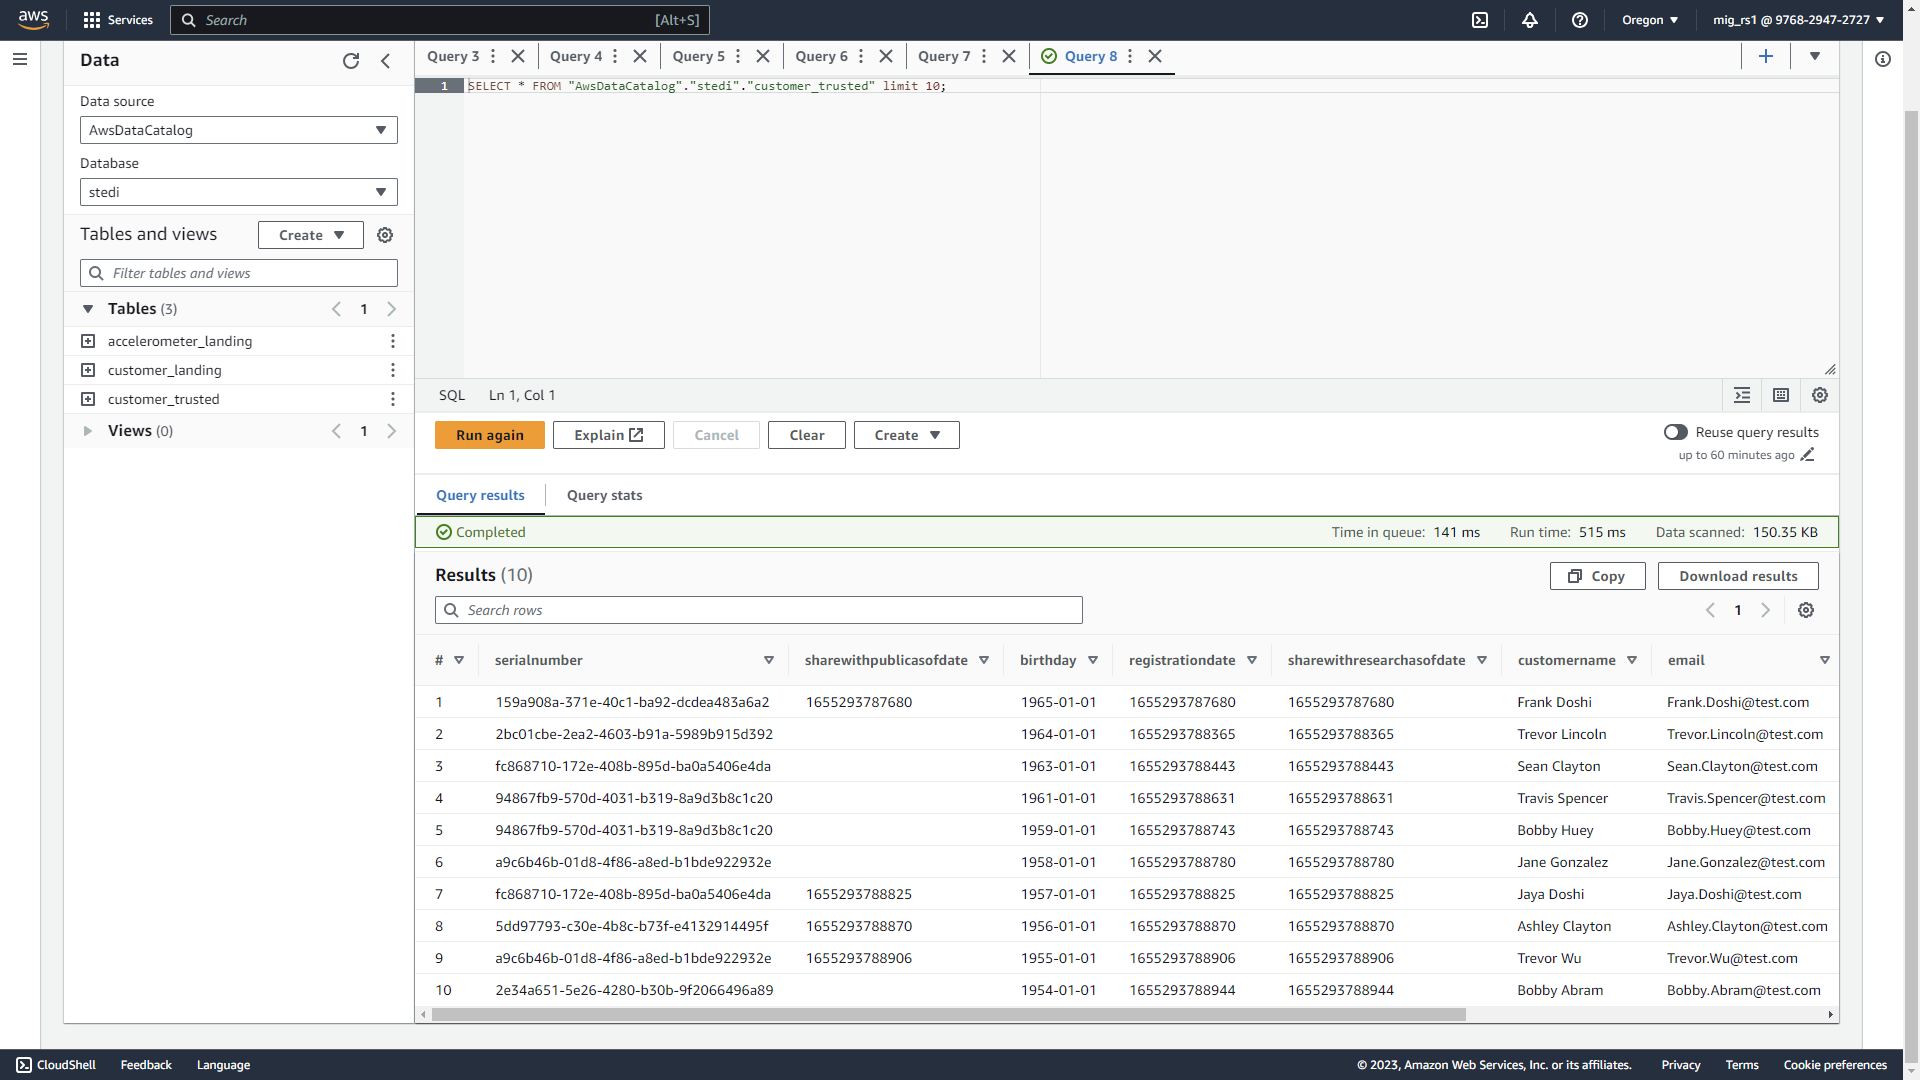 aws Services Search [Alt+S] Oregon mig_rs1 @ 9768-2947-2727
Data
Data source
AwsDataCatalog
Database
stedi
Tables and views Create
Filter tables and views
Tables (3) 1
accelerometer_landing
customer_landing
customer_trusted
Views (0) 1
Query 3 Query 4 Query 5 Query 6 Query 7 Query 8
1 SELECT * FROM "AwsDataCatalog"."stedi"."customer_trusted" limit 10;
SQL Ln 1, Col 1
Run again Explain Cancel Clear Create Reuse query results
up to 60 minutes ago
Query results Query stats
Completed Time in queue: 141 ms Run time: 515 ms Data scanned: 150.35 KB
Results (10) Copy Download results
Search rows 1
# serialnumber sharewithpublicasofdate birthday registrationdate sharewithresearchasofdate customername email
1 159a908a-371e-40c1-ba92-dcdea483a6a2 1655293787680 1965-01-01 1655293787680 1655293787680 Frank Doshi Frank.Doshi@test.com
2 2bc01cbe-2ea2-4603-b91a-5989b915d392 1964-01-01 1655293788365 1655293788365 Trevor Lincoln Trevor.Lincoln@test.com
3 fc868710-172e-408b-895d-ba0a5406e4da 1963-01-01 1655293788443 1655293788443 Sean Clayton Sean.Clayton@test.com
4 94867fb9-570d-4031-b319-8a9d3b8c1c20 1961-01-01 1655293788631 1655293788631 Travis Spencer Travis.Spencer@test.com
5 94867fb9-570d-4031-b319-8a9d3b8c1c20 1959-01-01 1655293788743 1655293788743 Bobby Huey Bobby.Huey@test.com
6 a9c6b46b-01d8-4f86-a8ed-b1bde922932e 1958-01-01 1655293788780 1655293788780 Jane Gonzalez Jane.Gonzalez@test.com
7 fc868710-172e-408b-895d-ba0a5406e4da 1655293788825 1957-01-01 1655293788825 1655293788825 Jaya Doshi Jaya.Doshi@test.com
8 5dd97793-c30e-4b8c-b73f-e4132914495f 1655293788870 1956-01-01 1655293788870 1655293788870 Ashley Clayton Ashley.Clayton@test.com
9 a9c6b46b-01d8-4f86-a8ed-b1bde922932e 1655293788906 1955-01-01 1655293788906 1655293788906 Trevor Wu Trevor.Wu@test.com
10 2e34a651-5e26-4280-b30b-9f2066496a89 1954-01-01 1655293788944 1655293788944 Bobby Abram Bobby.Abram@test.com
CloudShell Feedback Language © 2023, Amazon Web Services, Inc. or its affiliates. Privacy Terms Cookie preferences